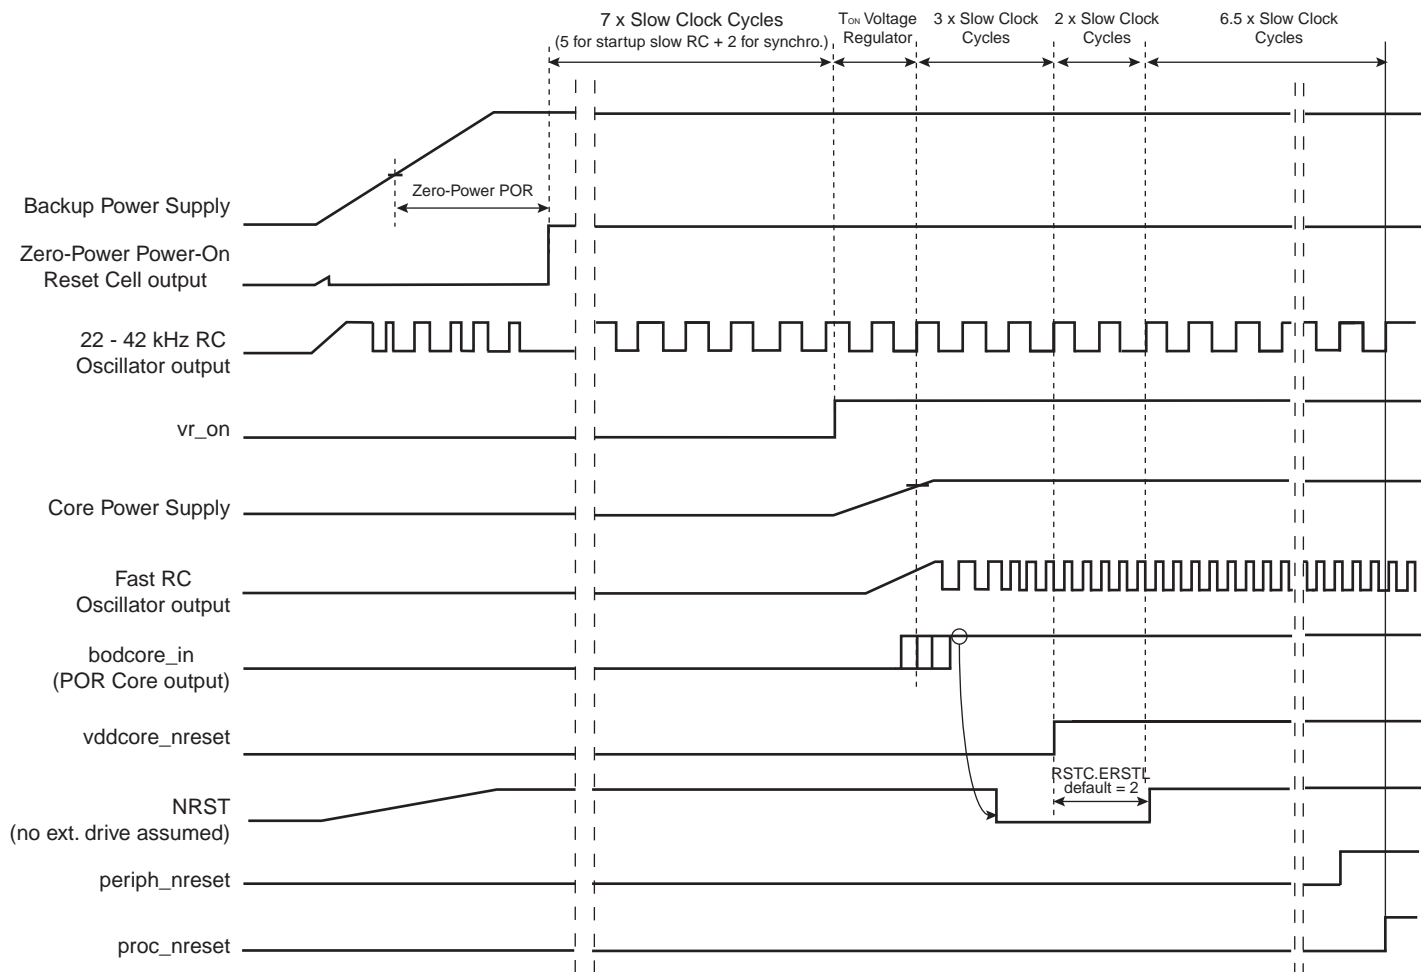 7 x Slow Clock Cycles
(5 for startup slow RC + 2 for synchro.)
TON Voltage
Regulator
3 x Slow Clock
Cycles
2 x Slow Clock
Cycles
6.5 x Slow Clock
Cycles
Zero-Power POR
Backup Power Supply
Zero-Power Power-On
Reset Cell output
22 - 42 kHz RC
Oscillator output
vr_on
Core Power Supply
Fast RC
Oscillator output
bodcore_in
(POR Core output)
vddcore_nreset
RSTC.ERSTL
default = 2
NRST
(no ext. drive assumed)
periph_nreset
proc_nreset